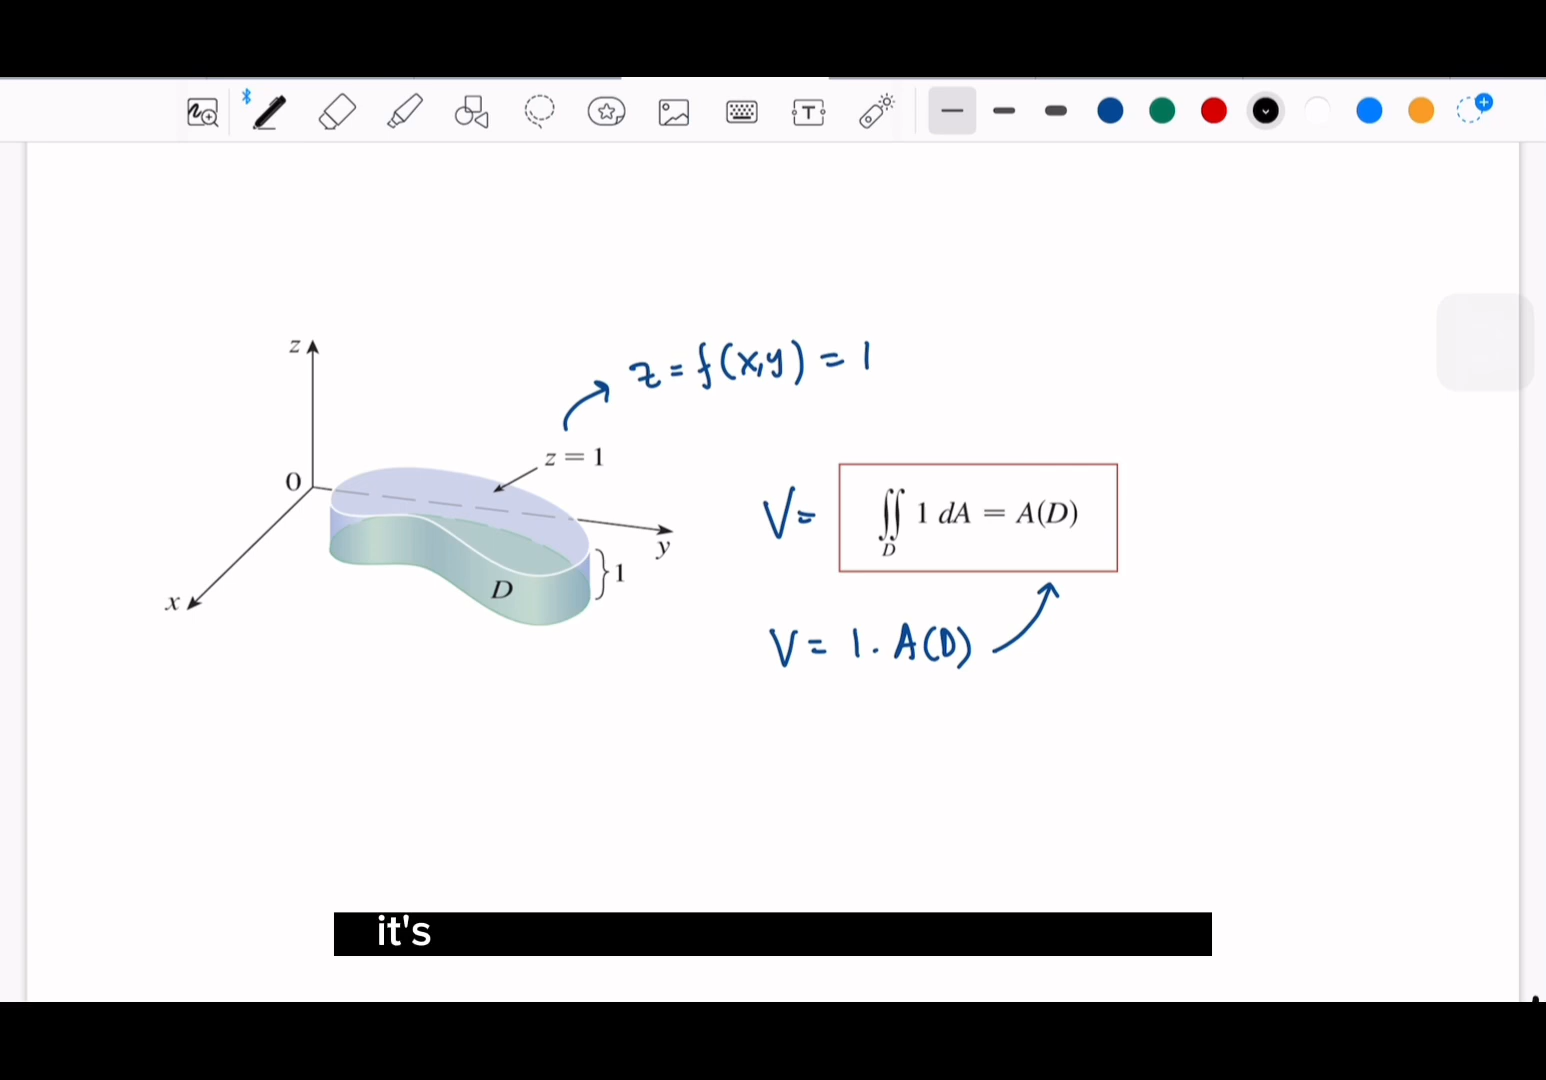 z
z = f(x,y) = 1
z = 1
0
V = ∬_D 1 dA = A(D)
y
} 1
D
x
V = 1 · A(D)
it's